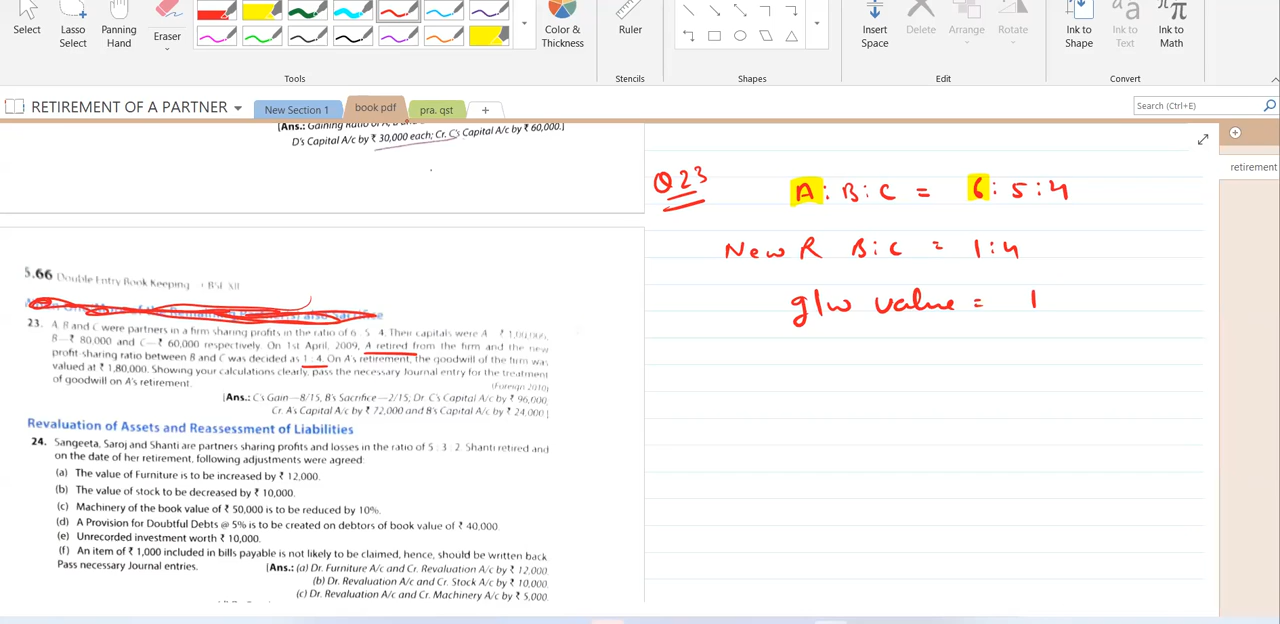 Select
Lasso Select
Panning Hand
Eraser
Color & Thickness
Ruler
Insert Space
Delete
Arrange
Rotate
Ink to Shape
Ink to Text
Ink to Math
Tools
Stencils
Shapes
Edit
Convert
RETIREMENT OF A PARTNER
New Section 1
book pdf
pra. qst
+
Search (Ctrl+E)
retirement
D's Capital A/c by ₹ 30,000 each; Cr. C's Capital A/c by ₹ 60,000.]
5.66 Double Entry Book Keeping
23. A, B and C were partners in a firm sharing profits in the ratio of 6 : 5 : 4. Their capitals were A—₹ 1,00,000,
B—₹ 80,000 and C—₹ 60,000 respectively. On 1st April, 2009, A retired from the firm and the new
profit-sharing ratio between B and C was decided as 1 : 4. On A's retirement, the goodwill of the firm was
valued at ₹ 1,80,000. Showing your calculations clearly, pass the necessary Journal entry for the treatment
of goodwill on A's retirement.
(Foreign 2010)
[Ans.: C's Gain—8/15, B's Sacrifice—2/15, Dr. C's Capital A/c by ₹ 96,000,
Cr. A's Capital A/c by ₹ 72,000 and B's Capital A/c by ₹ 24,000.]
Revaluation of Assets and Reassessment of Liabilities
24. Sangeeta, Saroj and Shanti are partners sharing profits and losses in the ratio of 5 : 3 : 2. Shanti retired and
on the date of her retirement, following adjustments were agreed:
(a) The value of Furniture is to be increased by ₹ 12,000.
(b) The value of stock to be decreased by ₹ 10,000.
(c) Machinery of the book value of ₹ 50,000 is to be reduced by 10%.
(d) A Provision for Doubtful Debts @ 5% is to be created on debtors of book value of ₹ 40,000.
(e) Unrecorded investment worth ₹ 10,000.
(f) An item of ₹ 1,000 included in bills payable is not likely to be claimed, hence, should be written back
Pass necessary Journal entries.
[Ans.: (a) Dr. Furniture A/c and Cr. Revaluation A/c by ₹ 12,000
(b) Dr. Revaluation A/c and Cr. Stock A/c by ₹ 10,000
(c) Dr. Revaluation A/c and Cr. Machinery A/c by ₹ 5,000
Q23
A : B : C = 6 : 5 : 4
New R B : C = 1 : 4
g/w value = 1